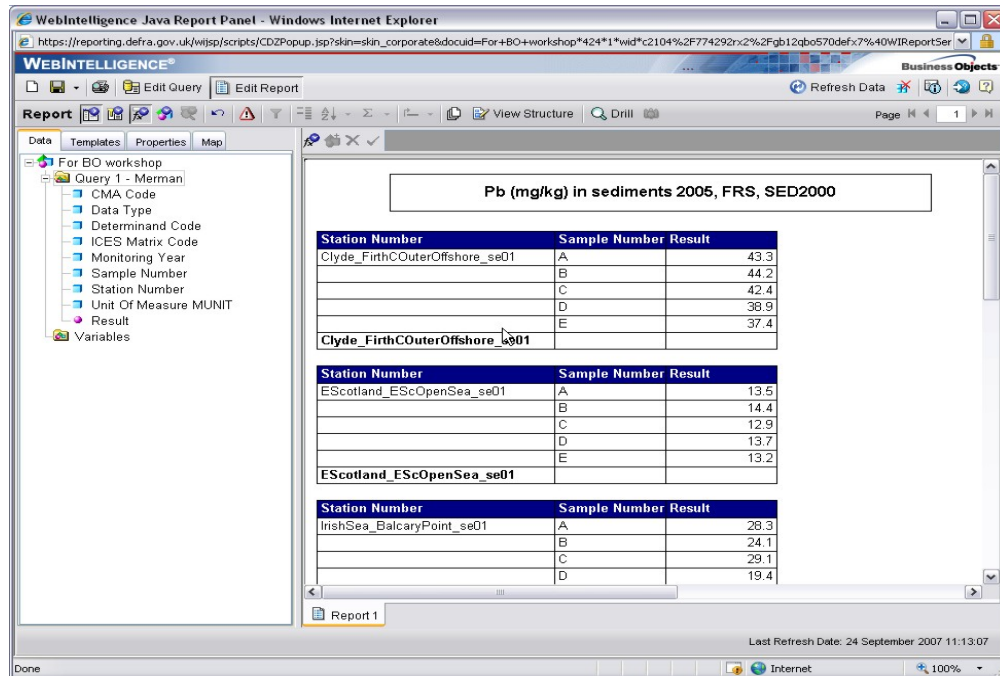 WebIntelligence Java Report Panel - Windows Internet Explorer
https://reporting.defra.gov.uk/wijsp/scripts/CDZPopup.jsp?skin=skin_corporate&docuid=For+BO+workshop*424*1*wid*c2104%2F774292rx2%2Fgb12qbo570defx7%40WIReportSer
WEBINTELLIGENCE®
... Business Objects
Edit Query Edit Report Refresh Data
Report View Structure Drill Page 1
Data Templates Properties Map
For BO workshop
Query 1 - Merman
CMA Code
Data Type
Determinand Code
ICES Matrix Code
Monitoring Year
Sample Number
Station Number
Unit Of Measure MUNIT
Result
Variables
Pb (mg/kg) in sediments 2005, FRS, SED2000
Station Number Sample Number Result
Clyde_FirthCOuterOffshore_se01 A 43.3
B 44.2
C 42.4
D 38.9
E 37.4
Clyde_FirthCOuterOffshore_se01
Station Number Sample Number Result
EScotland_EScOpenSea_se01 A 13.5
B 14.4
C 12.9
D 13.7
E 13.2
EScotland_EScOpenSea_se01
Station Number Sample Number Result
IrishSea_BalcaryPoint_se01 A 28.3
B 24.1
C 29.1
D 19.4
Report 1
Last Refresh Date: 24 September 2007 11:13:07
Done Internet 100%